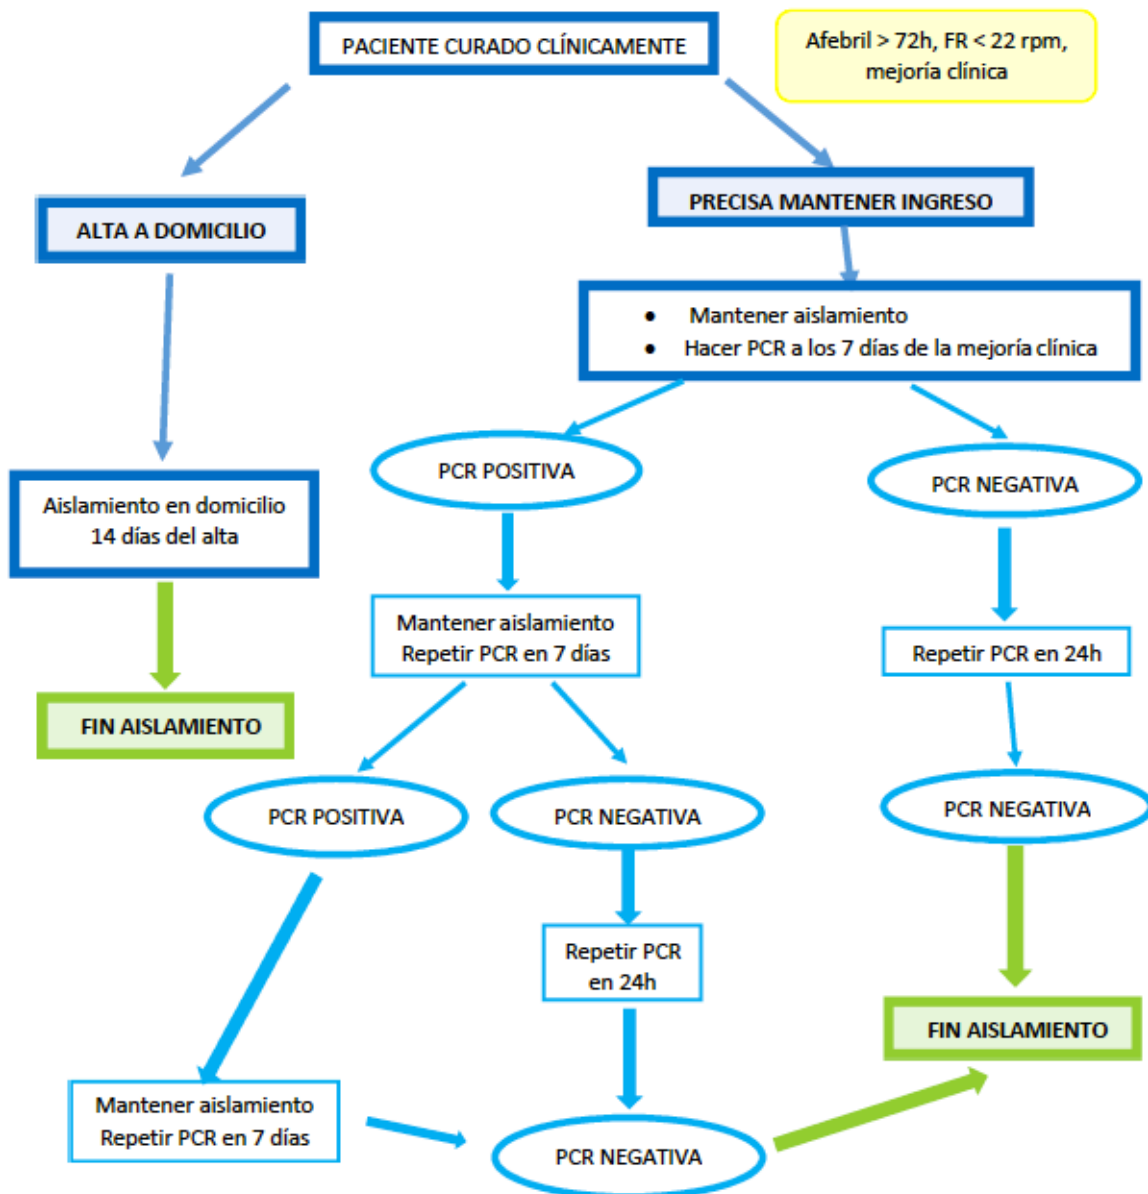 PACIENTE CURADO CLÍNICAMENTE
Afebril > 72h, FR < 22 rpm,
mejoría clínica
ALTA A DOMICILIO
PRECISA MANTENER INGRESO
• Mantener aislamiento
• Hacer PCR a los 7 días de la mejoría clínica
PCR POSITIVA
PCR NEGATIVA
Aislamiento en domicilio
14 días del alta
Mantener aislamiento
Repetir PCR en 7 días
Repetir PCR en 24h
FIN AISLAMIENTO
PCR POSITIVA
PCR NEGATIVA
PCR NEGATIVA
Repetir PCR
en 24h
FIN AISLAMIENTO
Mantener aislamiento
Repetir PCR en 7 días
PCR NEGATIVA